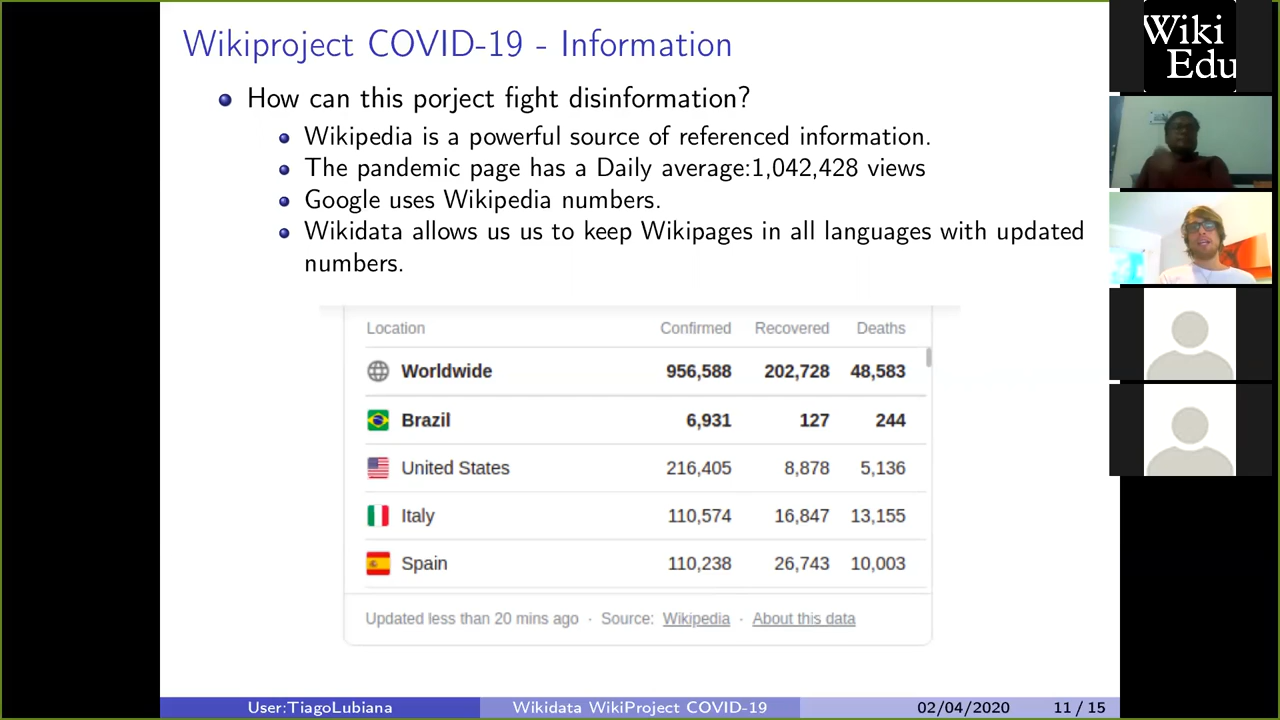 Wikiproject COVID-19 - Information
How can this porject fight disinformation?
Wikipedia is a powerful source of referenced information.
The pandemic page has a Daily average:1,042,428 views
Google uses Wikipedia numbers.
Wikidata allows us us to keep Wikipages in all languages with updated
numbers.
Location Confirmed Recovered Deaths
Worldwide 956,588 202,728 48,583
Brazil 6,931 127 244
United States 216,405 8,878 5,136
Italy 110,574 16,847 13,155
Spain 110,238 26,743 10,003
Updated less than 20 mins ago · Source: Wikipedia · About this data
User:TiagoLubiana Wikidata WikiProject COVID-19 02/04/2020 11 / 15
Wiki
Edu